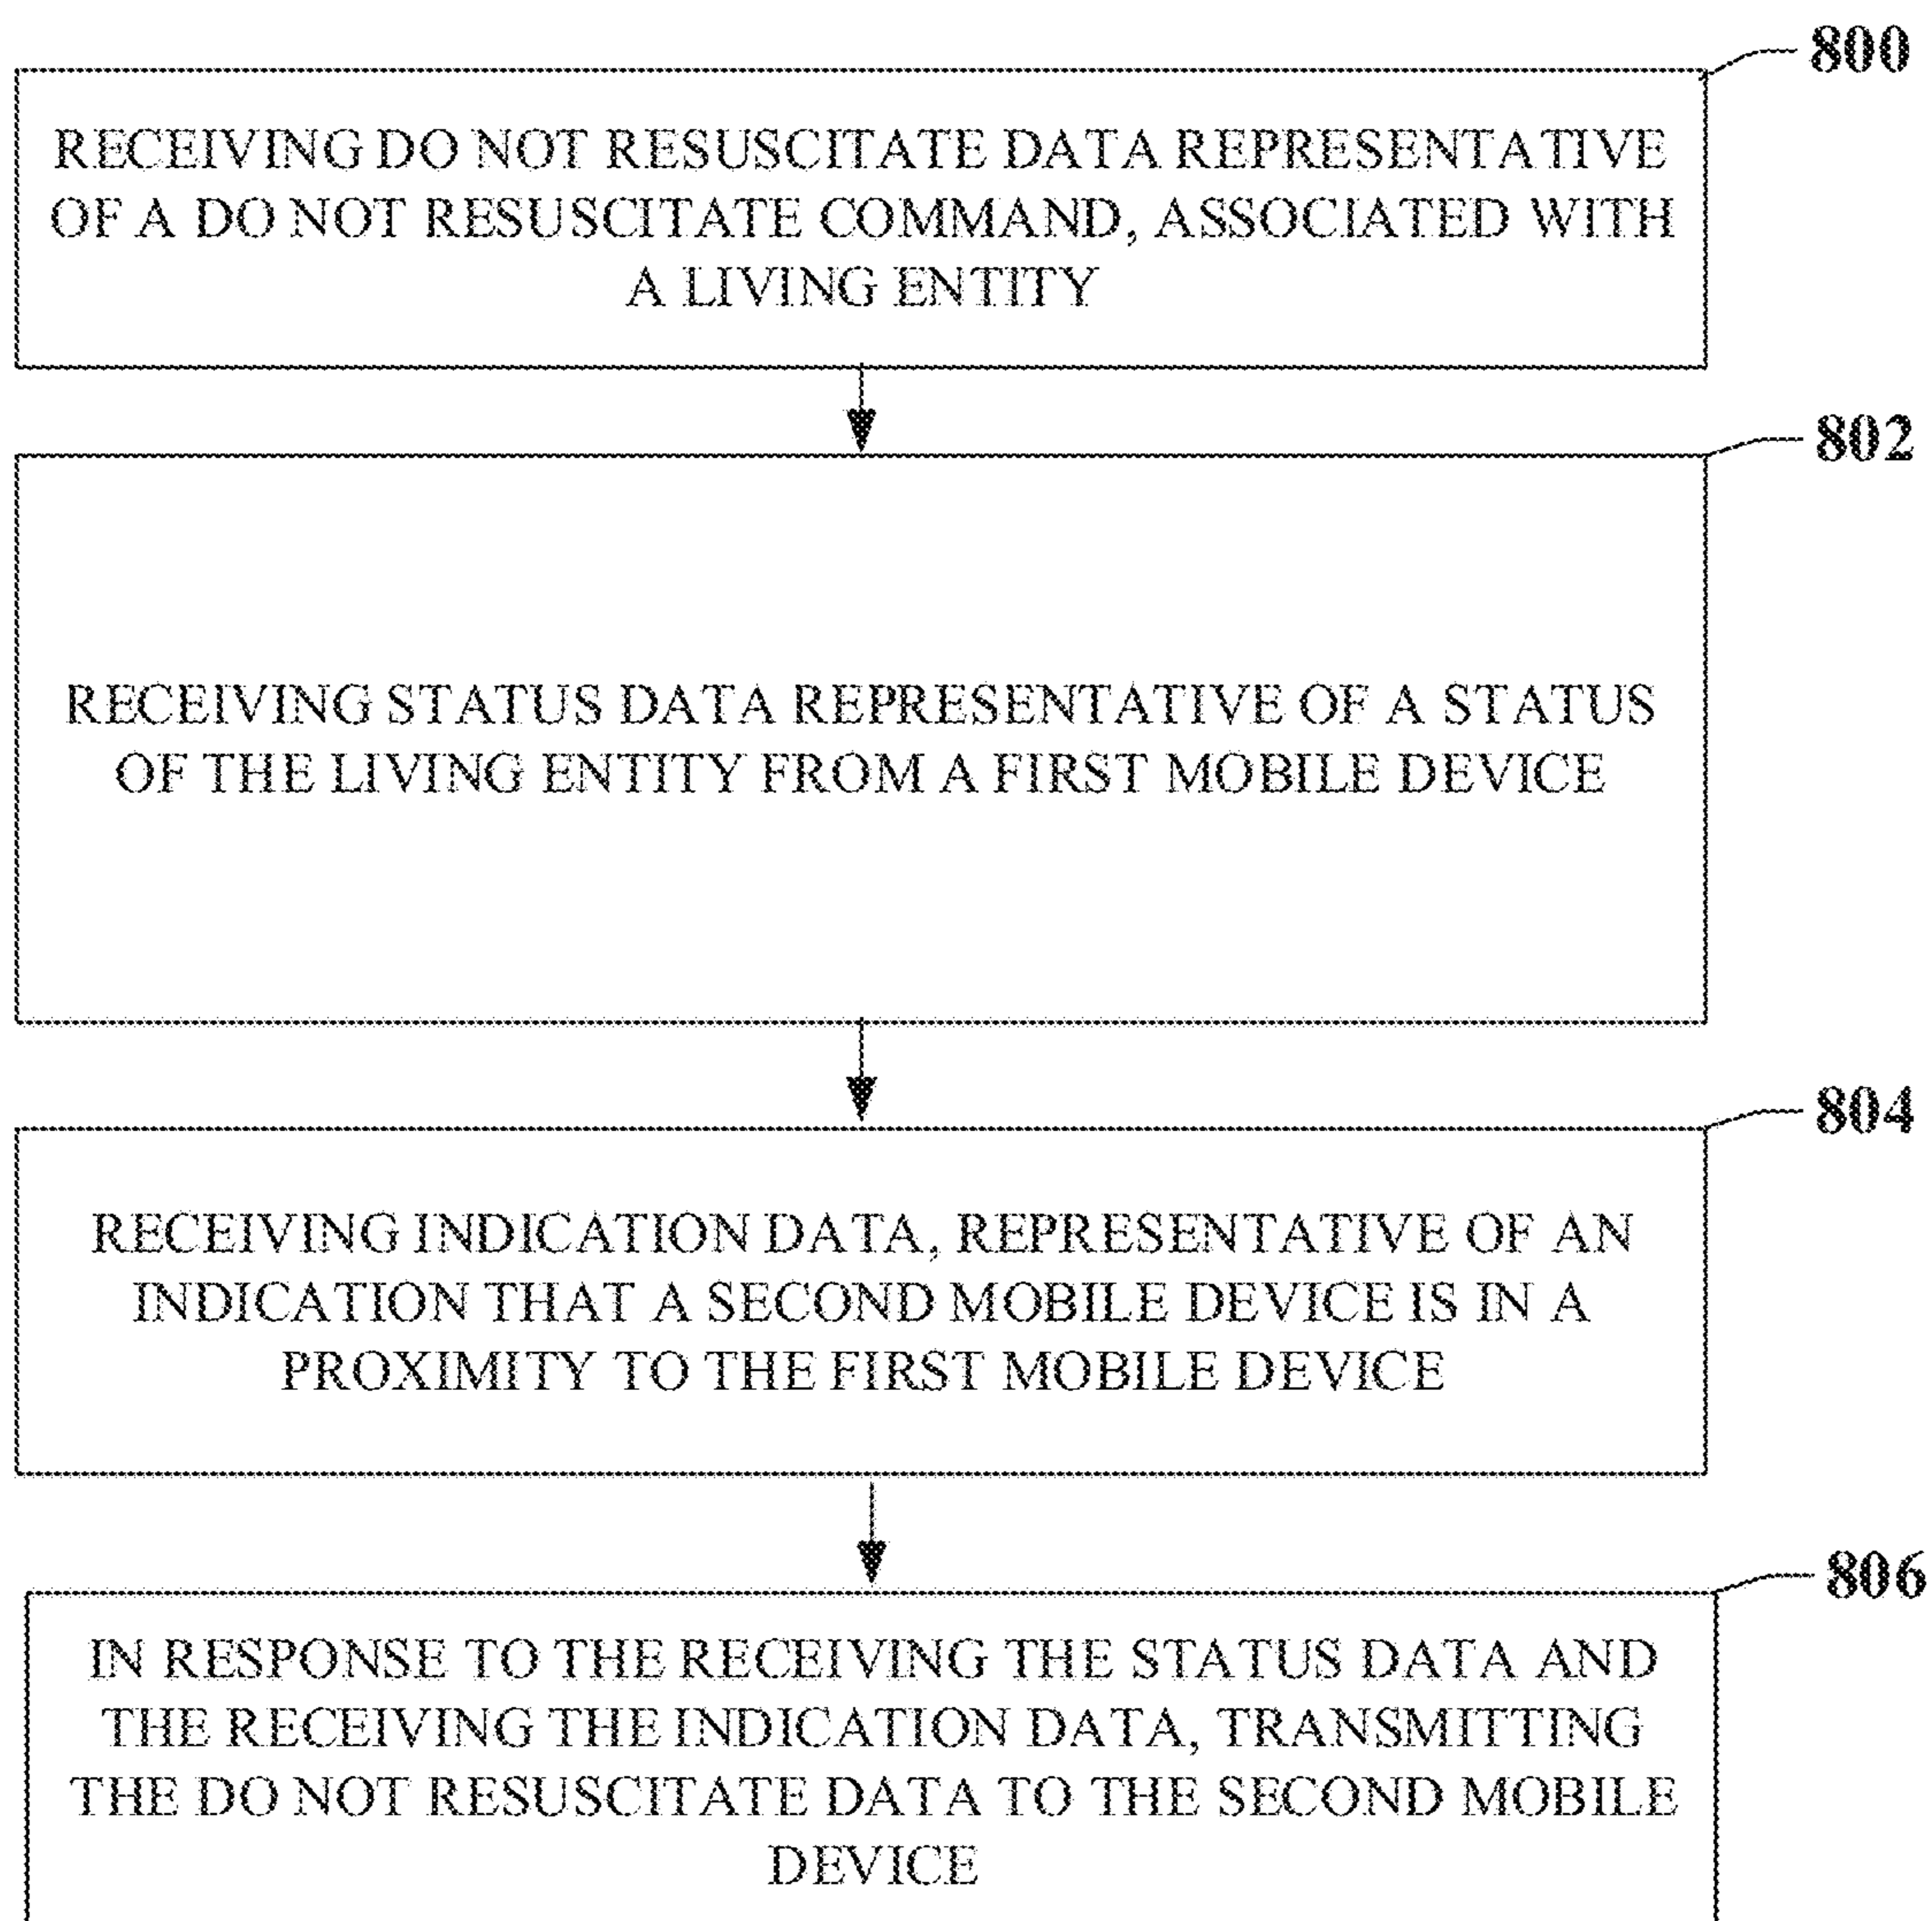 800
RECEIVING DO NOT RESUSCITATE DATA REPRESENTATIVE
OF A DO NOT RESUSCITATE COMMAND, ASSOCIATED WITH
A LIVING ENTITY
802
RECEIVING STATUS DATA REPRESENTATIVE OF A STATUS
OF THE LIVING ENTITY FROM A FIRST MOBILE DEVICE
804
RECEIVING INDICATION DATA, REPRESENTATIVE OF AN
INDICATION THAT A SECOND MOBILE DEVICE IS IN A
PROXIMITY TO THE FIRST MOBILE DEVICE
806
IN RESPONSE TO THE RECEIVING THE STATUS DATA AND
THE RECEIVING THE INDICATION DATA, TRANSMITTING
THE DO NOT RESUSCITATE DATA TO THE SECOND MOBILE
DEVICE